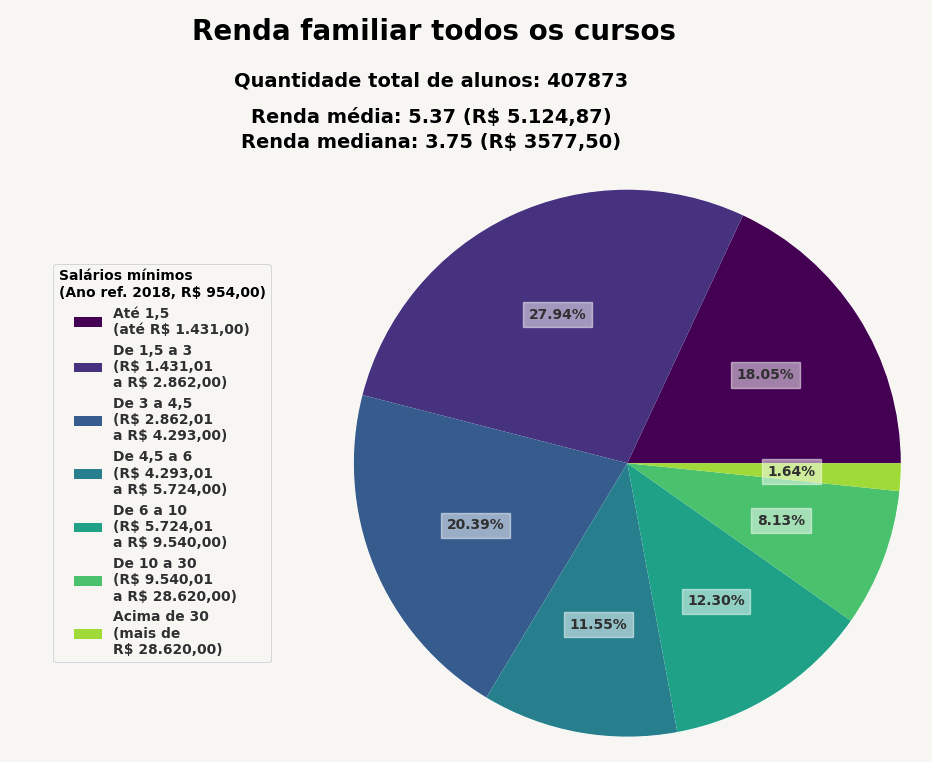 Renda familiar todos os cursos
Quantidade total de alunos: 407873
Renda média: 5.37 (R$ 5.124,87)
Renda mediana: 3.75 (R$ 3577,50)
Salários mínimos
(Ano ref. 2018, R$ 954,00)
Até 1,5
(até R$ 1.431,00)
De 1,5 a 3
(R$ 1.431,01
a R$ 2.862,00)
De 3 a 4,5
(R$ 2.862,01
a R$ 4.293,00)
De 4,5 a 6
(R$ 4.293,01
a R$ 5.724,00)
De 6 a 10
(R$ 5.724,01
a R$ 9.540,00)
De 10 a 30
(R$ 9.540,01
a R$ 28.620,00)
Acima de 30
(mais de
R$ 28.620,00)
27.94%
18.05%
1.64%
8.13%
20.39%
12.30%
11.55%